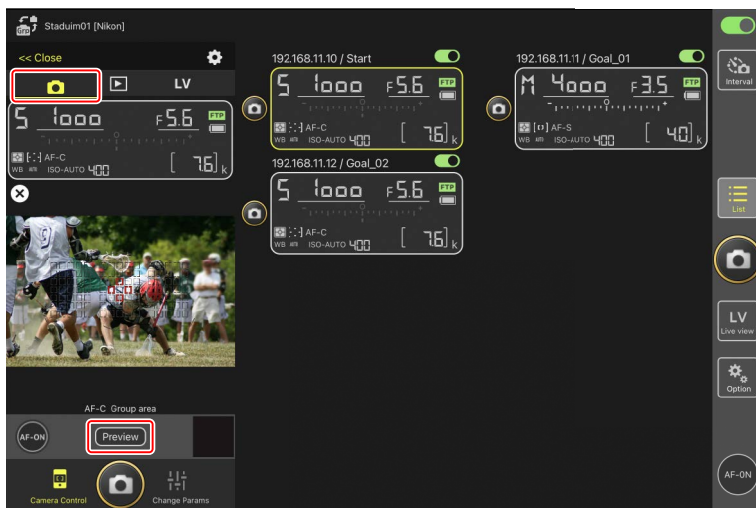 Grp
Staduim01 [Nikon]
<< Close
LV
S 1000 F5.6 FTP
AF-C
WB ISO-AUTO 400 [ 7.6] k
AF-C Group area
AF-ON
Preview
Camera Control
Change Params
192.168.11.10 / Start
S 1000 F5.6 FTP
AF-C
WB ISO-AUTO 400 [ 7.6] k
192.168.11.11 / Goal_01
M 4000 F3.5 FTP
AF-S
WB ISO-AUTO 400 [ 4.0] k
192.168.11.12 / Goal_02
S 1000 F5.6 FTP
AF-C
WB ISO-AUTO 400 [ 7.6] k
Interval
List
LV
Live view
Option
AF-ON